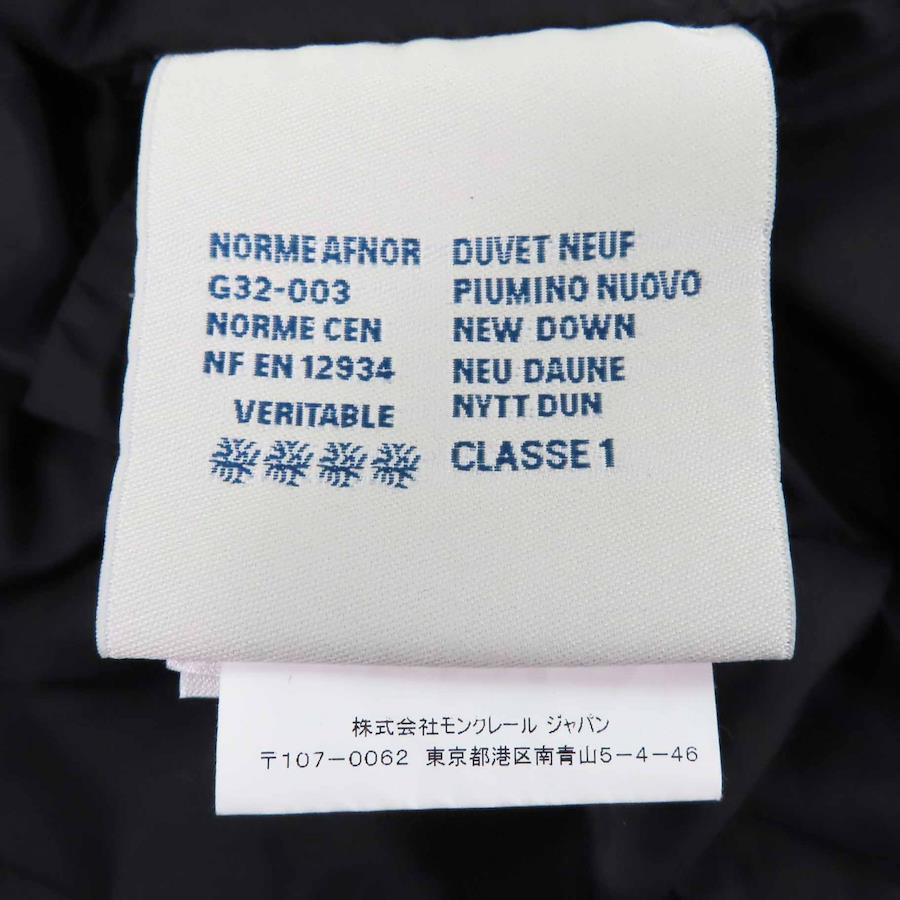 NORME AFNOR
G32-003
NORME CEN
NF EN 12934
VERITABLE
DUVET NEUF
PIUMINO NUOVO
NEW DOWN
NEU DAUNE
NYTT DUN
CLASSE 1
株式会社モンクレール ジャパン
〒107-0062 東京都港区南青山5-4-46